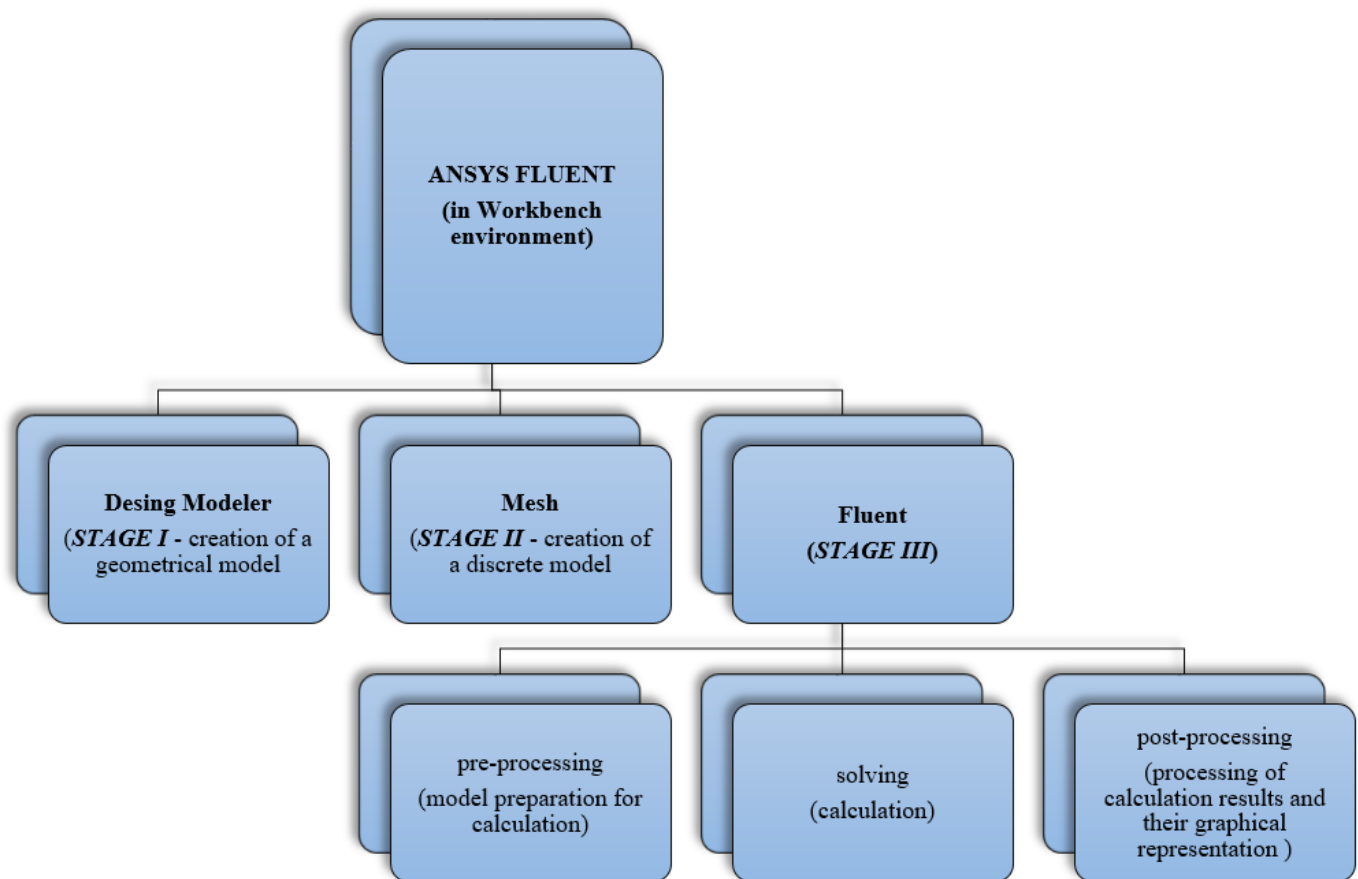 ANSYS FLUENT
(in Workbench
environment)
Desing Modeler
(STAGE I - creation of a
geometrical model
Mesh
(STAGE II - creation of
a discrete model
Fluent
(STAGE III)
pre-processing
(model preparation for
calculation)
solving
(calculation)
post-processing
(processing of
calculation results and
their graphical
representation )